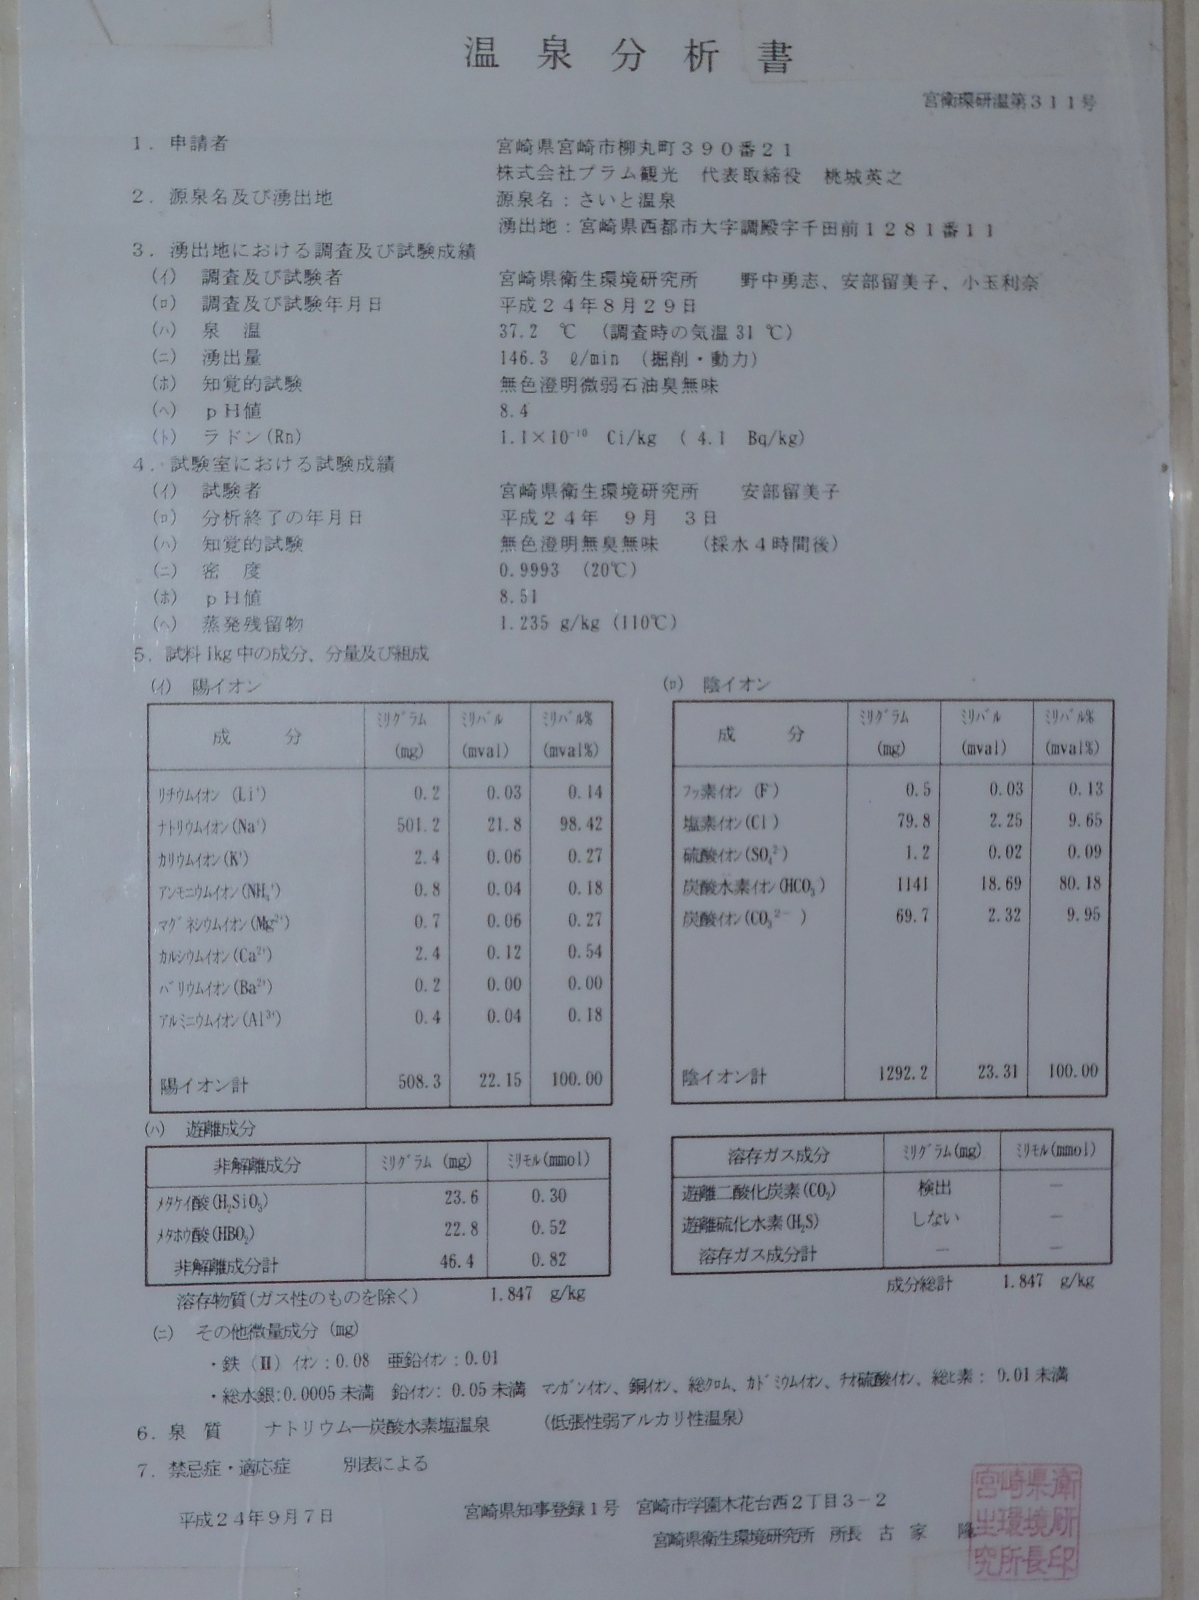 温泉分析書
宮衛環研温第３１１号
１．申請者　宮崎県宮崎市柳丸町３９０番２１
株式会社プラム観光　代表取締役　桃城英之
２．源泉名及び湧出地　源泉名：さいと温泉
湧出地：宮崎県西都市大字調殿字千田前１２８１番１１
３．湧出地における調査及び試験成績
(イ)　調査及び試験者　宮崎県衛生環境研究所　野中勇志、安部留美子、小玉利奈
(ロ)　調査及び試験年月日　平成２４年８月２９日
(ハ)　泉　温　37.2　℃　(調査時の気温 31 ℃)
(ニ)　湧出量　146.3　ℓ/min　(掘削・動力)
(ホ)　知覚的試験　無色澄明微弱石油臭無味
(ヘ)　ｐＨ値　8.4
(ト)　ラドン(Rn)　1.1×10⁻¹⁰　Ci/kg　( 4.1　Bq/kg)
４．試験室における試験成績
(イ)　試験者　宮崎県衛生環境研究所　安部留美子
(ロ)　分析終了の年月日　平成２４年　９月　３日
(ハ)　知覚的試験　無色澄明無臭無味　(採水４時間後)
(ニ)　密　度　0.9993　(20℃)
(ホ)　ｐＨ値　8.51
(ヘ)　蒸発残留物　1.235 g/kg (110℃)
５．試料 1kg 中の成分、分量及び組成
(イ)　陽イオン
成　分　ﾐﾘｸﾞﾗﾑ (mg)　ﾐﾘﾊﾞﾙ (mval)　ﾐﾘﾊﾞﾙ% (mval%)
ﾘﾁｳﾑｲｵﾝ (Li⁺)　0.2　0.03　0.14
ﾅﾄﾘｳﾑｲｵﾝ(Na⁺)　501.2　21.8　98.42
ｶﾘｳﾑｲｵﾝ(K⁺)　2.4　0.06　0.27
ｱﾝﾓﾆｳﾑｲｵﾝ(NH₄⁺)　0.8　0.04　0.18
ﾏｸﾞﾈｼｳﾑｲｵﾝ(Mg²⁺)　0.7　0.06　0.27
ｶﾙｼｳﾑｲｵﾝ(Ca²⁺)　2.4　0.12　0.54
ﾊﾞﾘｳﾑｲｵﾝ(Ba²⁺)　0.2　0.00　0.00
ｱﾙﾐﾆｳﾑｲｵﾝ(Al³⁺)　0.4　0.04　0.18
陽イオン計　508.3　22.15　100.00
(ロ)　陰イオン
成　分　ﾐﾘｸﾞﾗﾑ (mg)　ﾐﾘﾊﾞﾙ (mval)　ﾐﾘﾊﾞﾙ% (mval%)
ﾌｯ素ｲｵﾝ (F⁻)　0.5　0.03　0.13
塩素ｲｵﾝ(Cl⁻)　79.8　2.25　9.65
硫酸ｲｵﾝ(SO₄²⁻)　1.2　0.02　0.09
炭酸水素ｲｵﾝ(HCO₃⁻)　1141　18.69　80.18
炭酸ｲｵﾝ(CO₃²⁻)　69.7　2.32　9.95
陰イオン計　1292.2　23.31　100.00
(ハ)　遊離成分
非解離成分　ﾐﾘｸﾞﾗﾑ (mg)　ﾐﾘﾓﾙ(mmol)
ﾒﾀｹｲ酸(H₂SiO₃)　23.6　0.30
ﾒﾀﾎｳ酸(HBO₂)　22.8　0.52
非解離成分計　46.4　0.82
溶存物質(ガス性のものを除く)　1.847　g/kg
溶存ガス成分　ﾐﾘｸﾞﾗﾑ(mg)　ﾐﾘﾓﾙ(mmol)
遊離二酸化炭素(CO₂)　検出　－
遊離硫化水素(H₂S)　しない　－
溶存ガス成分計　－　－
成分総計　1.847　g/kg
(ニ)　その他微量成分 (mg)
・鉄（Ⅱ）ｲｵﾝ：0.08　亜鉛ｲｵﾝ：0.01
・総水銀：0.0005 未満　鉛ｲｵﾝ：0.05 未満　ﾏﾝｶﾞﾝｲｵﾝ、銅ｲｵﾝ、総ｸﾛﾑ、ｶﾄﾞﾐｳﾑｲｵﾝ、ﾁｵ硫酸ｲｵﾝ、総ﾋ素：0.01 未満
６．泉　質　ナトリウム―炭酸水素塩温泉　(低張性弱アルカリ性温泉)
７．禁忌症・適応症　別表による
平成２４年９月７日
宮崎県知事登録１号　宮崎市学園木花台西２丁目３－２
宮崎県衛生環境研究所　所長　古　家　隆
宮崎県衛
生環境研
究所長印